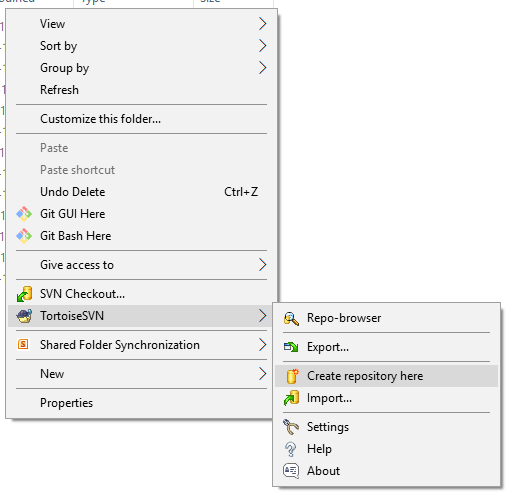 Type
Size
View
Sort by
Group by
Refresh
Customize this folder...
Paste
Paste shortcut
Undo Delete Ctrl+Z
Git GUI Here
Git Bash Here
Give access to
SVN Checkout...
TortoiseSVN
Shared Folder Synchronization
New
Properties
Repo-browser
Export...
Create repository here
Import...
Settings
Help
About